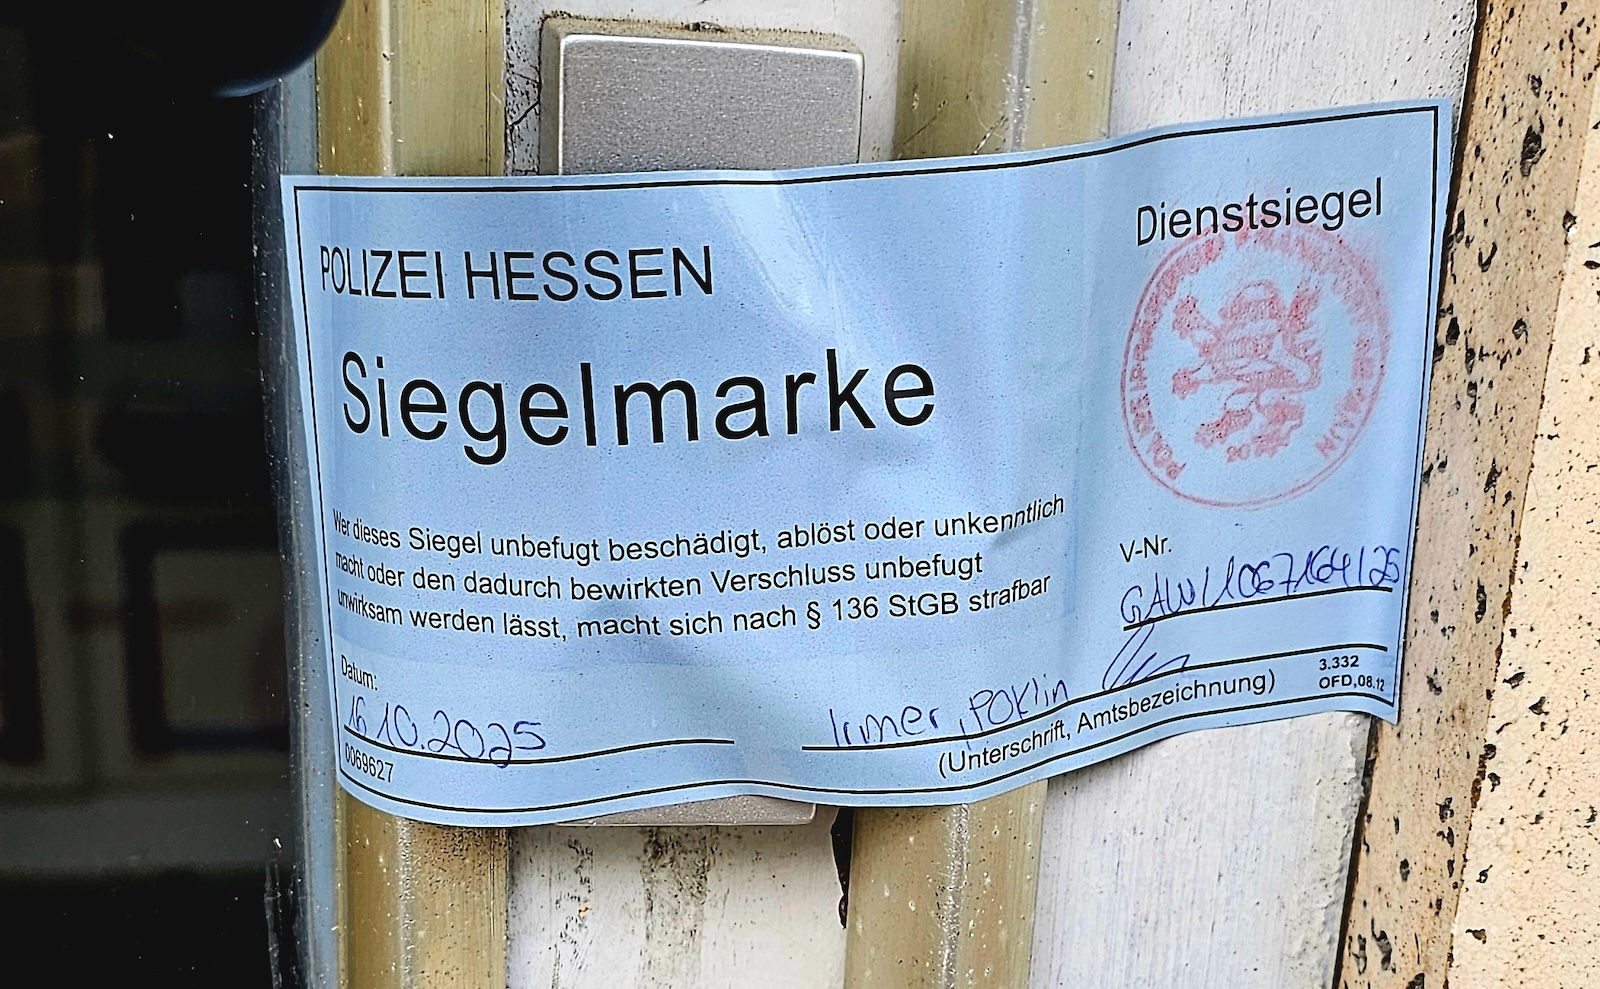 POLIZEI HESSEN
Siegelmarke
Wer dieses Siegel unbefugt beschädigt, ablöst oder unkenntlich
macht oder den dadurch bewirkten Verschluss unbefugt
unwirksam werden lässt, macht sich nach § 136 StGB strafbar
Datum:
16.10.2025
0069627
Irmer, POKin
(Unterschrift, Amtsbezeichnung)
Dienstsiegel
V-Nr.
3.332
OFD,08.12